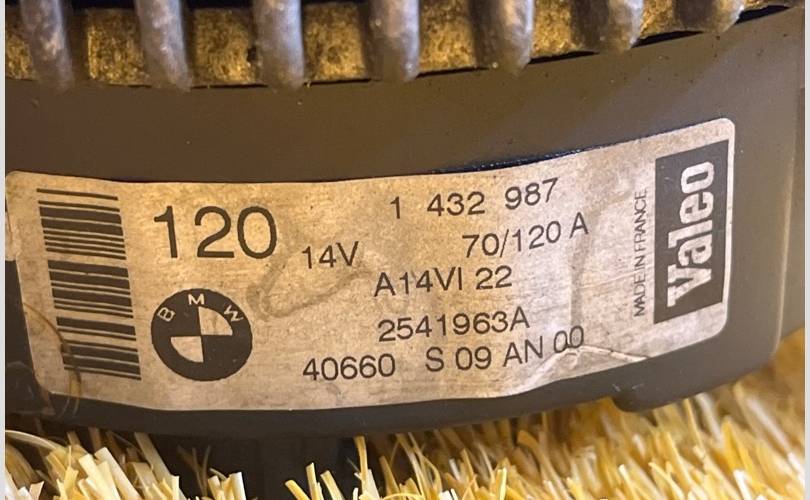 120
14V
1 432 987
70/120 A
A14VI 22
2541963A
40660 S 09 AN 00
BMW
MADE IN FRANCE
Valeo